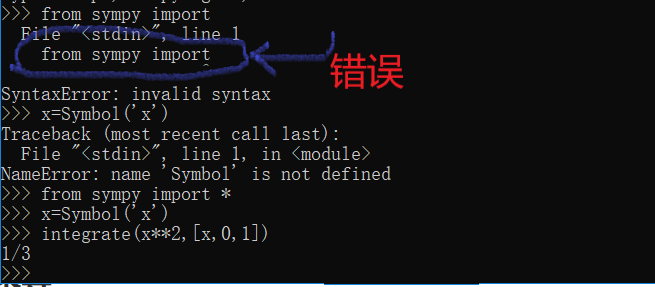 >>> from sympy import
  File "<stdin>", line 1
    from sympy import
                    ^
错误
SyntaxError: invalid syntax
>>> x=Symbol('x')
Traceback (most recent call last):
  File "<stdin>", line 1, in <module>
NameError: name 'Symbol' is not defined
>>> from sympy import *
>>> x=Symbol('x')
>>> integrate(x**2,[x,0,1])
1/3
>>>